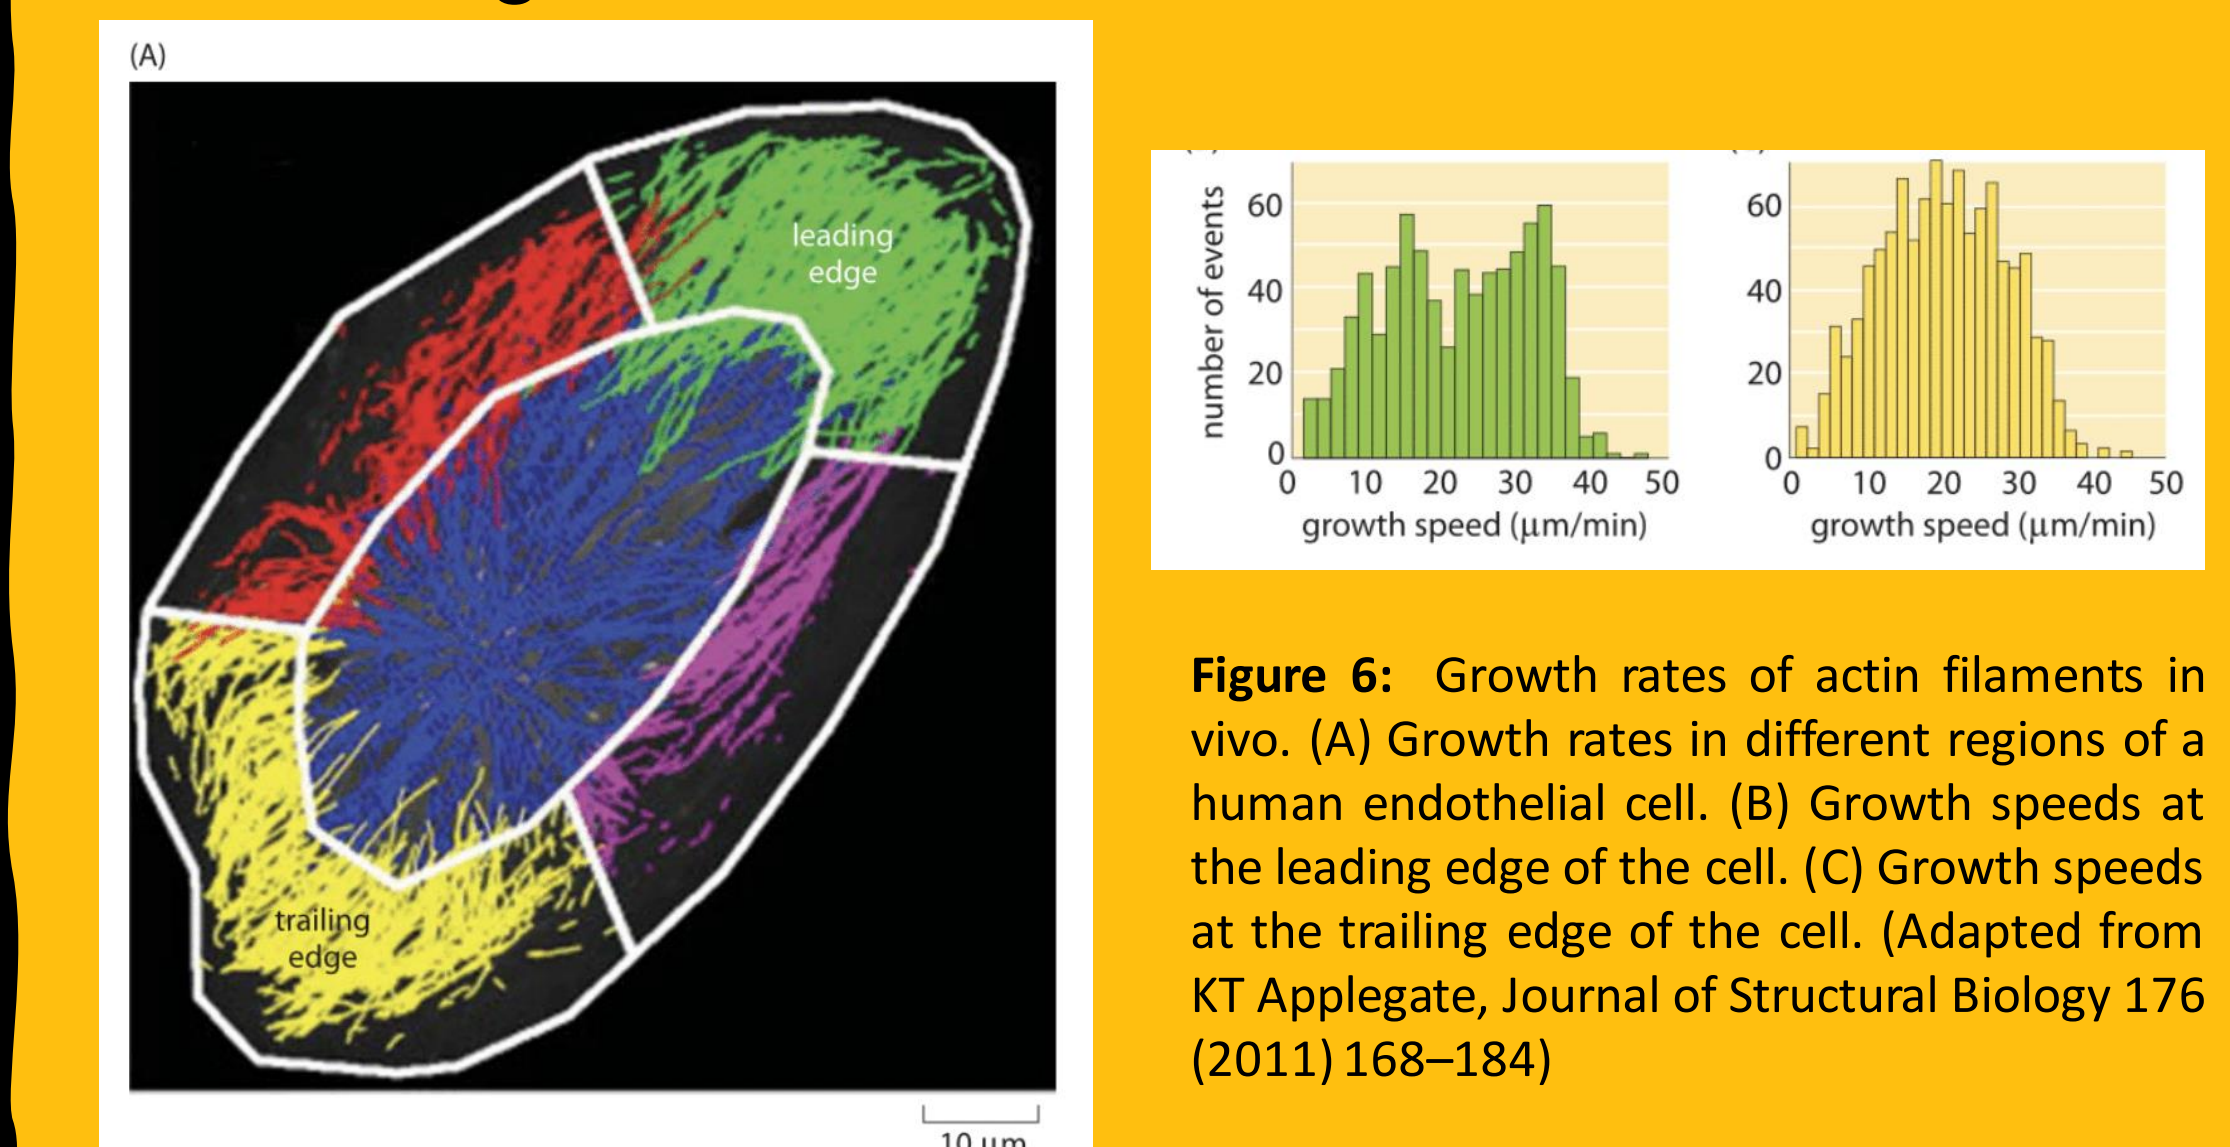 (A)
leading
edge
trailing
edge
10 μm
number of events
60
40
20
0
0 10 20 30 40 50
growth speed (μm/min)
60
40
20
0
0 10 20 30 40 50
growth speed (μm/min)
Figure 6: Growth rates of actin filaments in
vivo. (A) Growth rates in different regions of a
human endothelial cell. (B) Growth speeds at
the leading edge of the cell. (C) Growth speeds
at the trailing edge of the cell. (Adapted from
KT Applegate, Journal of Structural Biology 176
(2011) 168–184)